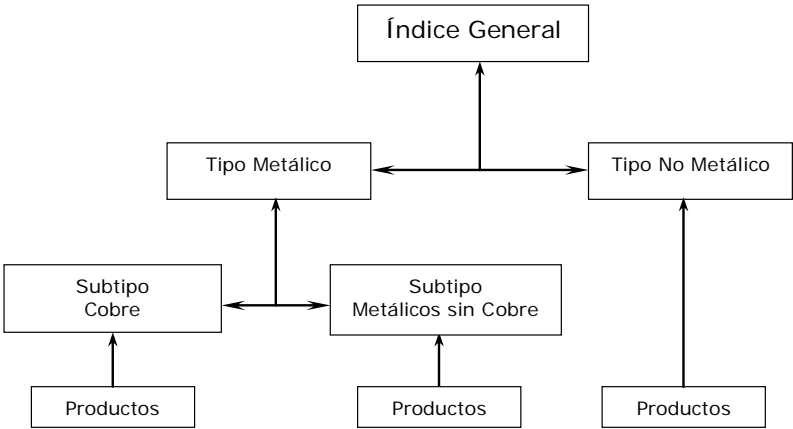 Índice General
Tipo Metálico
Tipo No Metálico
Subtipo
Cobre
Subtipo
Metálicos sin Cobre
Productos
Productos
Productos